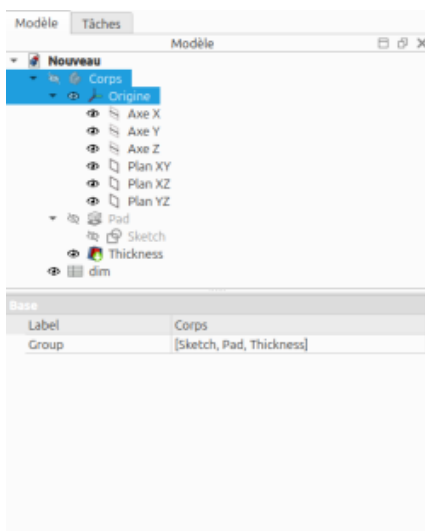 Modèle Tâches
Modèle
Nouveau
Corps
Origine
Axe X
Axe Y
Axe Z
Plan XY
Plan XZ
Plan YZ
Pad
Sketch
Thickness
dim
Base
Label Corps
Group [Sketch, Pad, Thickness]